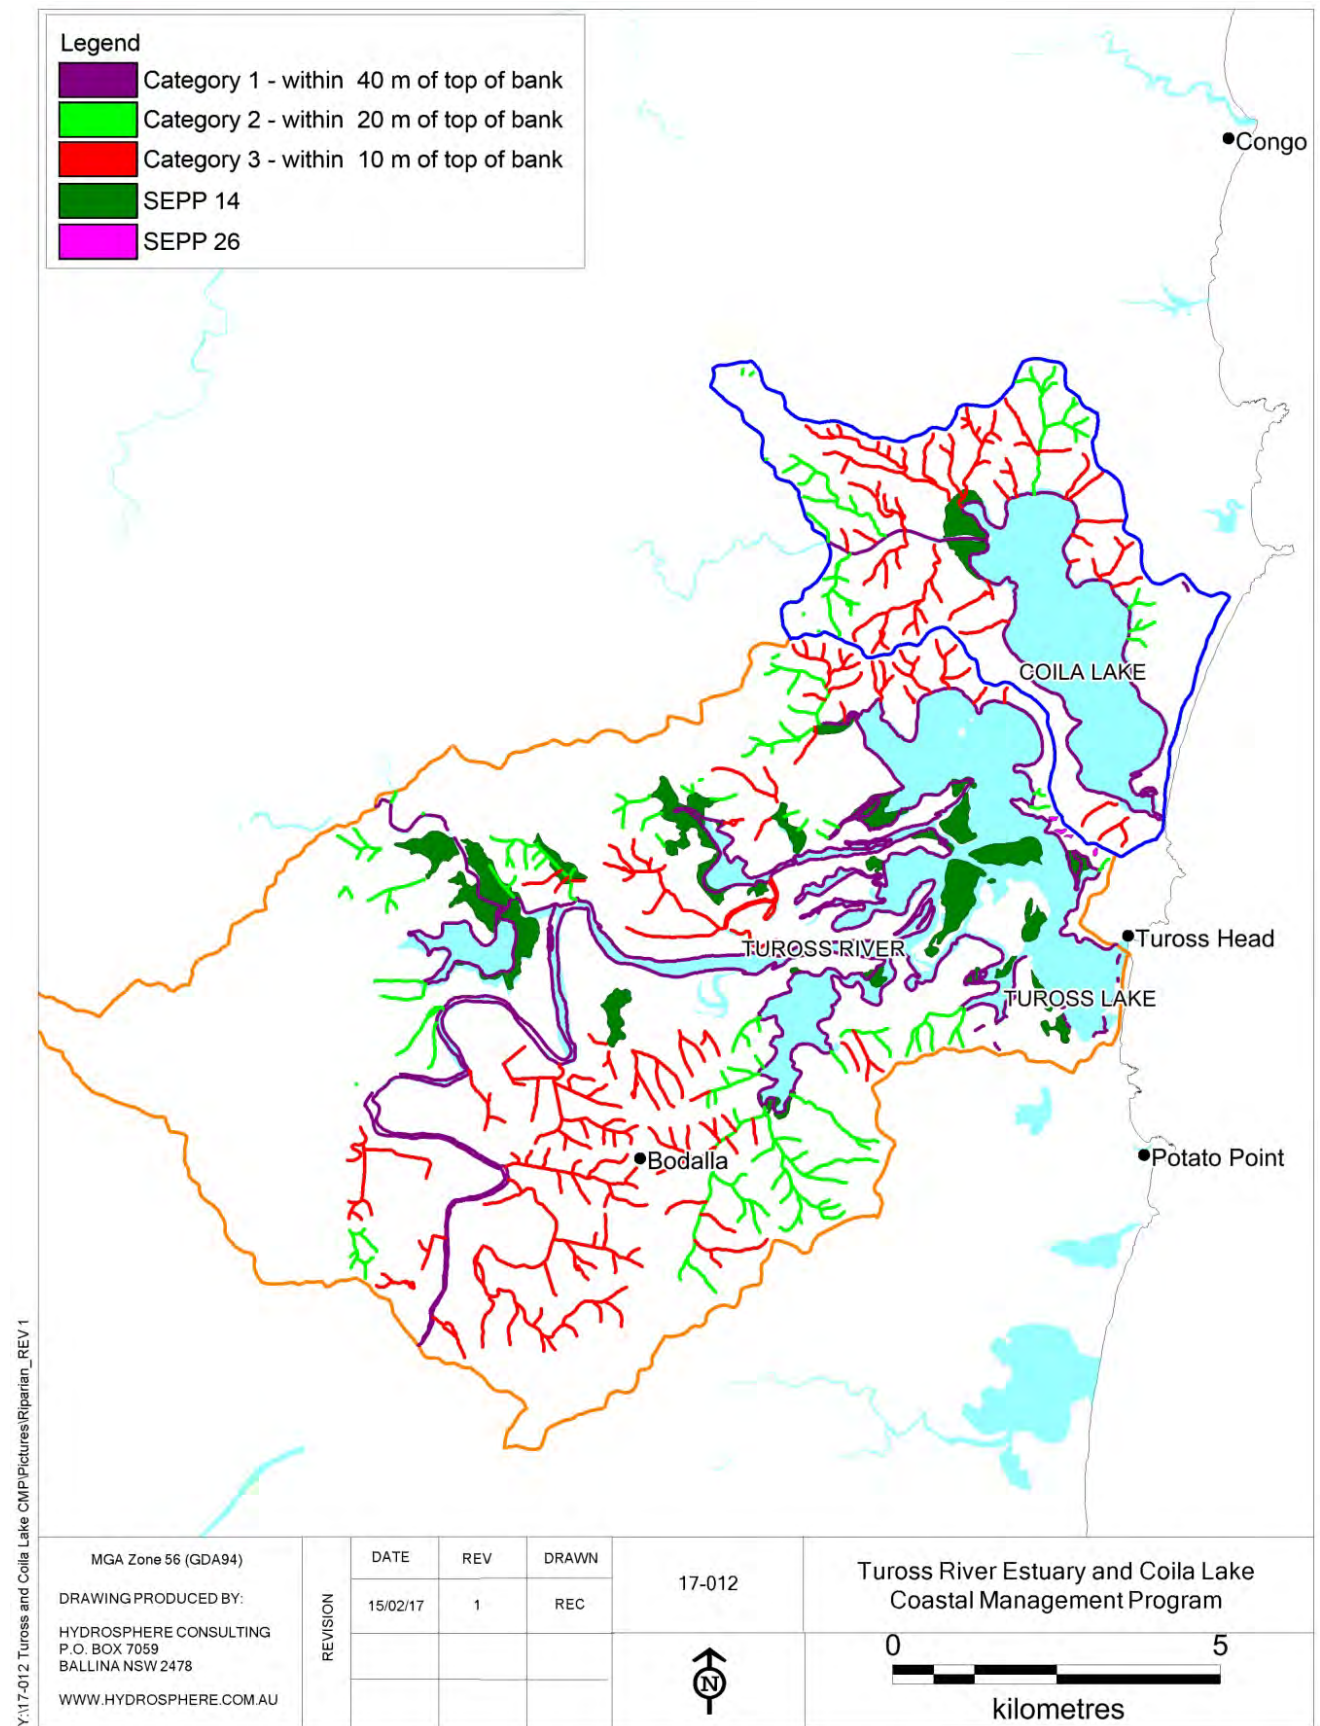 Legend
Category 1 - within 40 m of top of bank
Category 2 - within 20 m of top of bank
Category 3 - within 10 m of top of bank
SEPP 14
SEPP 26
Congo
COILA LAKE
TUROSS RIVER
Tuross Head
TUROSS LAKE
Bodalla
Potato Point
Y:\17-012 Tuross and Coila Lake CMP\Pictures\Riparian_REV 1
MGA Zone 56 (GDA94)
DRAWING PRODUCED BY:
HYDROSPHERE CONSULTING
P.O. BOX 7059
BALLINA NSW 2478
WWW.HYDROSPHERE.COM.AU
REVISION
DATE REV DRAWN
15/02/17 1 REC
17-012
N
Tuross River Estuary and Coila Lake
Coastal Management Program
0 5
kilometres